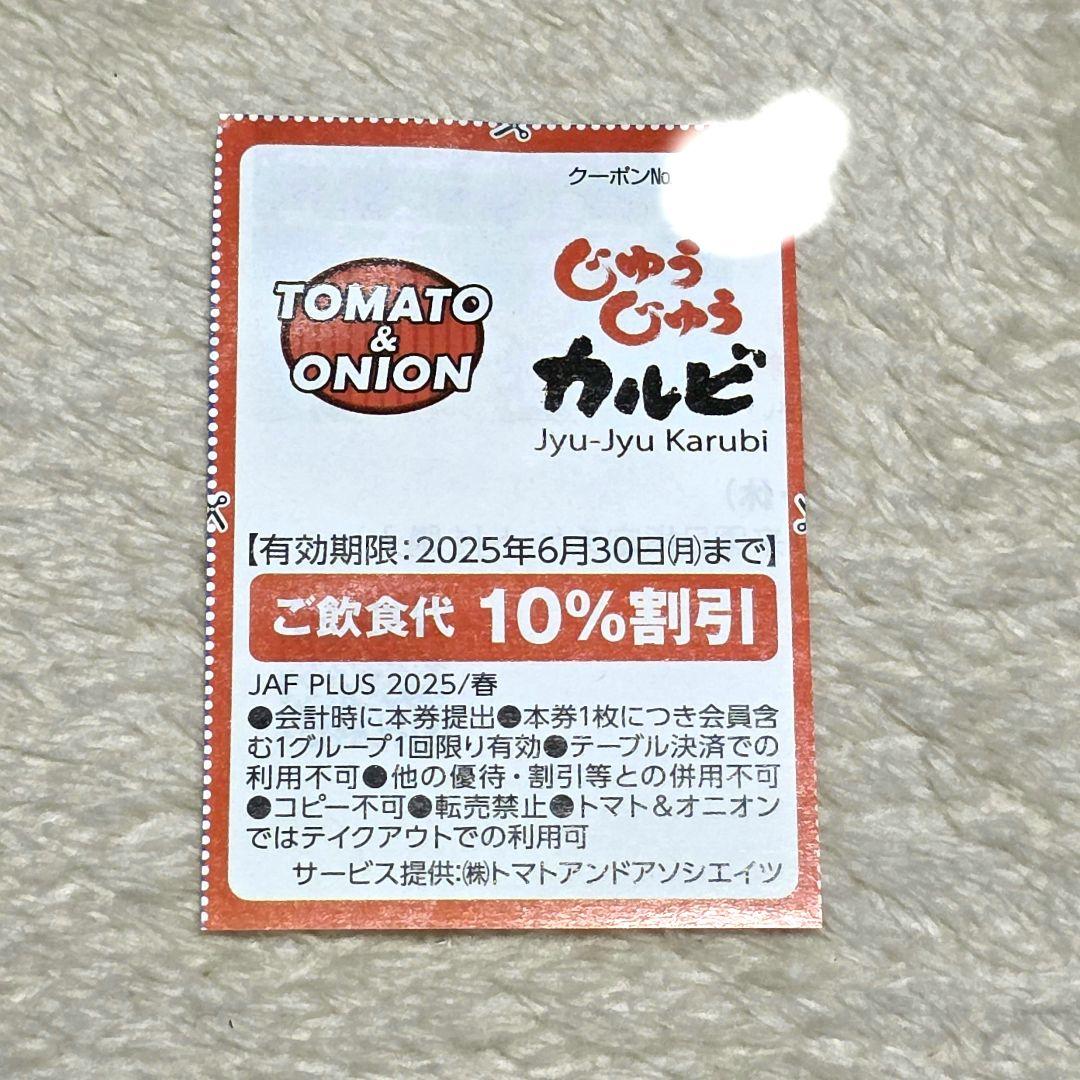 クーポンNo.
TOMATO
&
ONION
じゅう
じゅう
カルビ
Jyu-Jyu Karubi
【有効期限:2025年6月30日㈪まで】
ご飲食代 10%割引
JAF PLUS 2025/春
●会計時に本券提出●本券1枚につき会員含
む1グループ1回限り有効●テーブル決済での
利用不可●他の優待・割引等との併用不可
●コピー不可●転売禁止●トマト&オニオン
ではテイクアウトでの利用可
サービス提供:㈱トマトアンドアソシエイツ